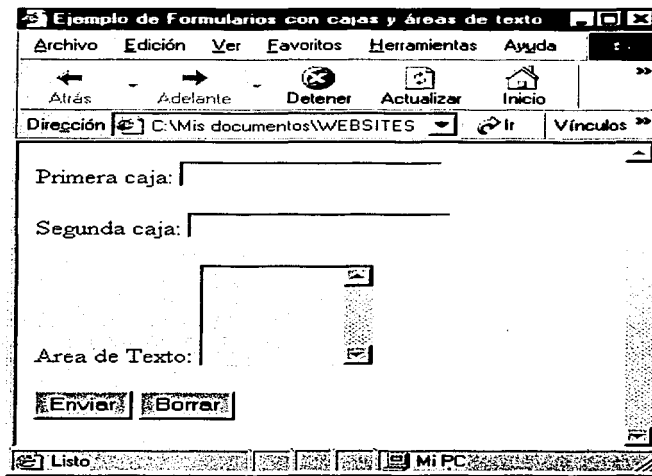 Ejemplo de Formularios con cajas y áreas de texto
Archivo Edición Ver Favoritos Herramientas Ayuda
Atrás Adelante Detener Actualizar Inicio »
Dirección C:\Mis documentos\WEBSITES Ir Vínculos »
Primera caja:
Segunda caja:
Area de Texto:
Enviar Borrar
Listo Mi PC